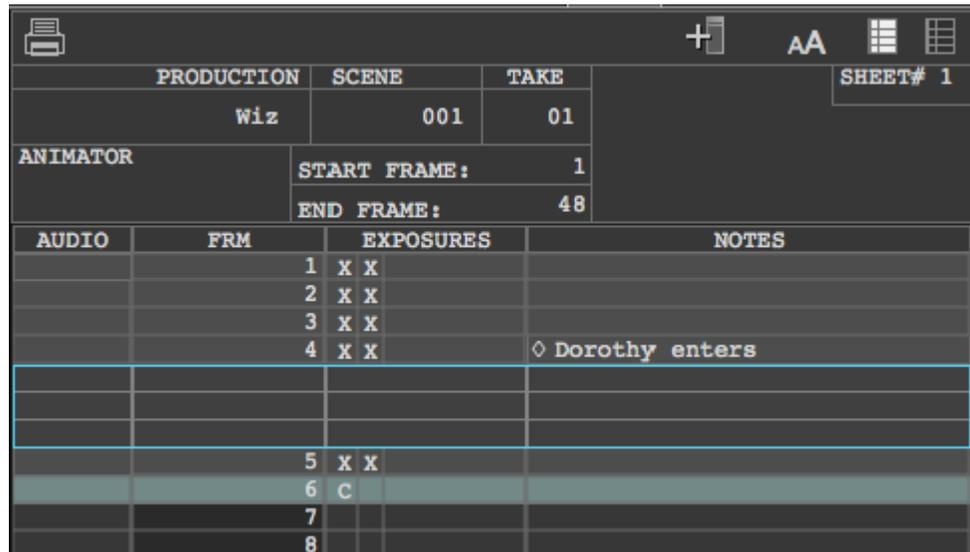 AA
PRODUCTION SCENE TAKE SHEET# 1
Wiz 001 01
ANIMATOR
START FRAME: 1
END FRAME: 48
AUDIO FRM EXPOSURES NOTES
1 X X
2 X X
3 X X
4 X X ◊ Dorothy enters
5 X X
6 C
7
8